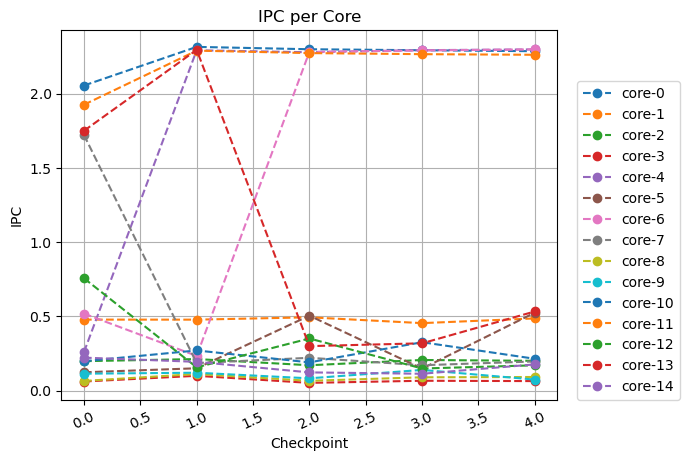 IPC per Core
IPC
2.0
1.5
1.0
0.5
0.0
0.0
0.5
1.0
1.5
2.0
2.5
3.0
3.5
4.0
Checkpoint
core-0
core-1
core-2
core-3
core-4
core-5
core-6
core-7
core-8
core-9
core-10
core-11
core-12
core-13
core-14